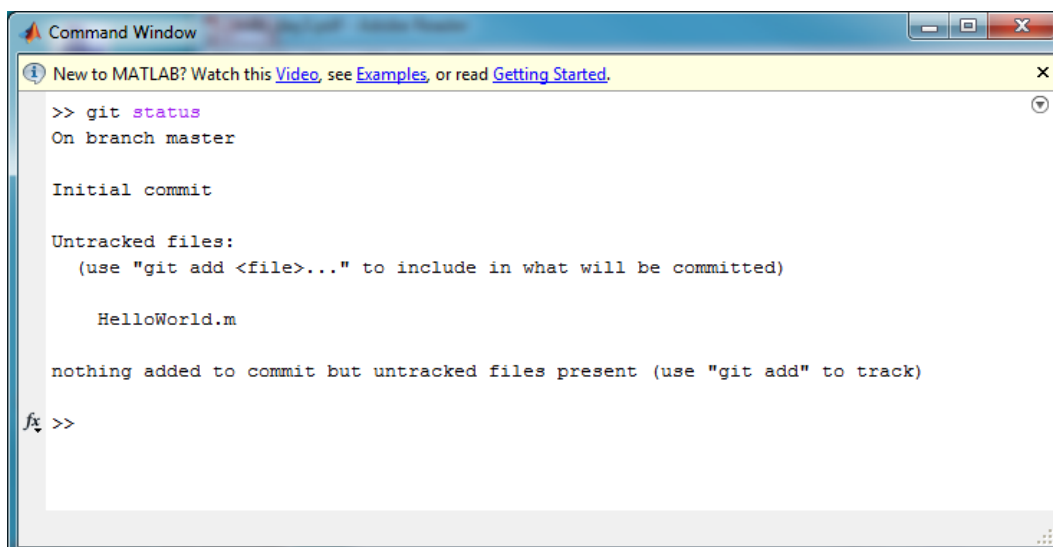 Command Window
New to MATLAB? Watch this Video, see Examples, or read Getting Started.
>> git status
On branch master
Initial commit
Untracked files:
(use "git add <file>..." to include in what will be committed)
HelloWorld.m
nothing added to commit but untracked files present (use "git add" to track)
fx >>